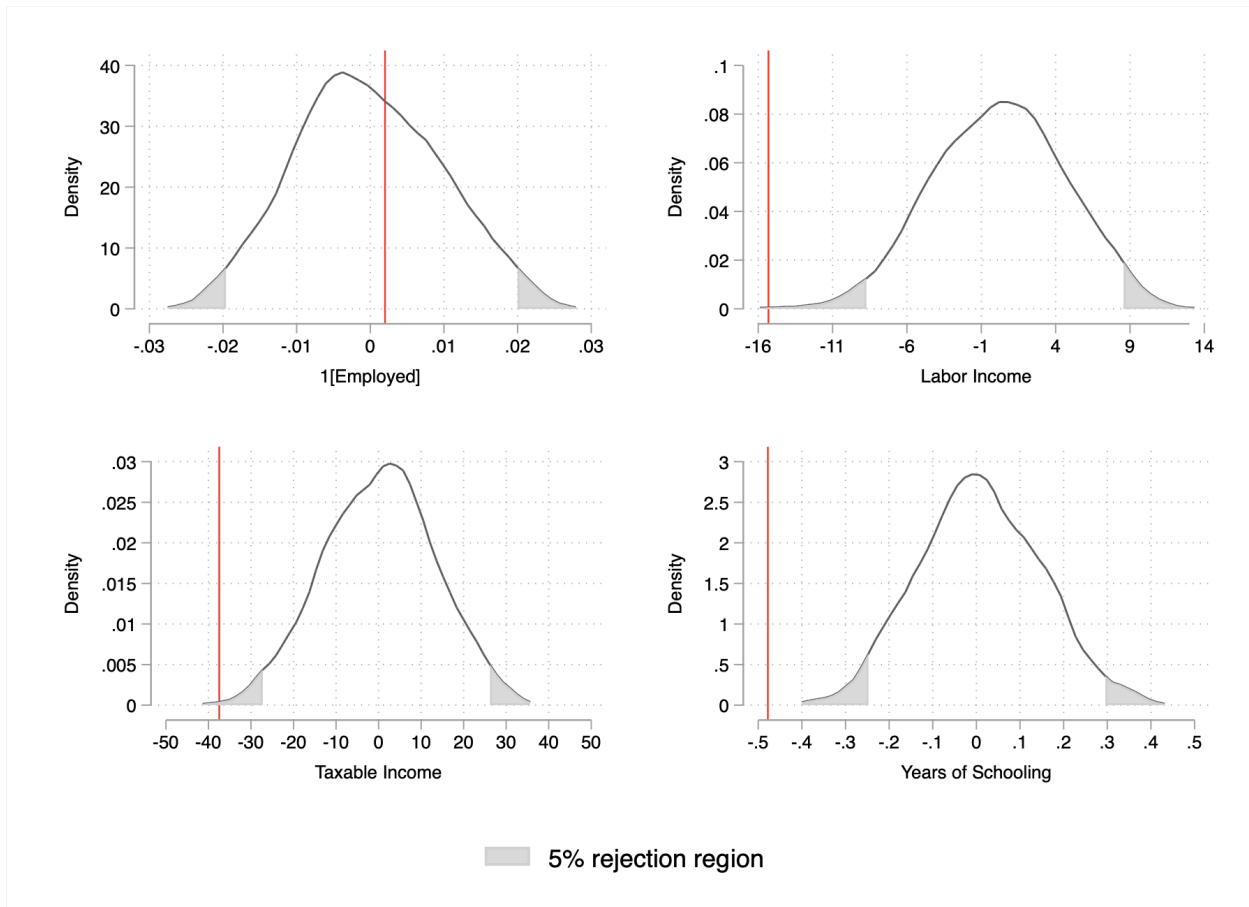 40
30
20
10
0
Density
-.03 -.02 -.01 0 .01 .02 .03
1[Employed]
.1
.08
.06
.04
.02
0
Density
-16 -11 -6 -1 4 9 14
Labor Income
.03
.025
.02
.015
.01
.005
0
Density
-50 -40 -30 -20 -10 0 10 20 30 40 50
Taxable Income
3
2.5
2
1.5
1
.5
0
Density
-.5 -.4 -.3 -.2 -.1 0 .1 .2 .3 .4 .5
Years of Schooling
5% rejection region